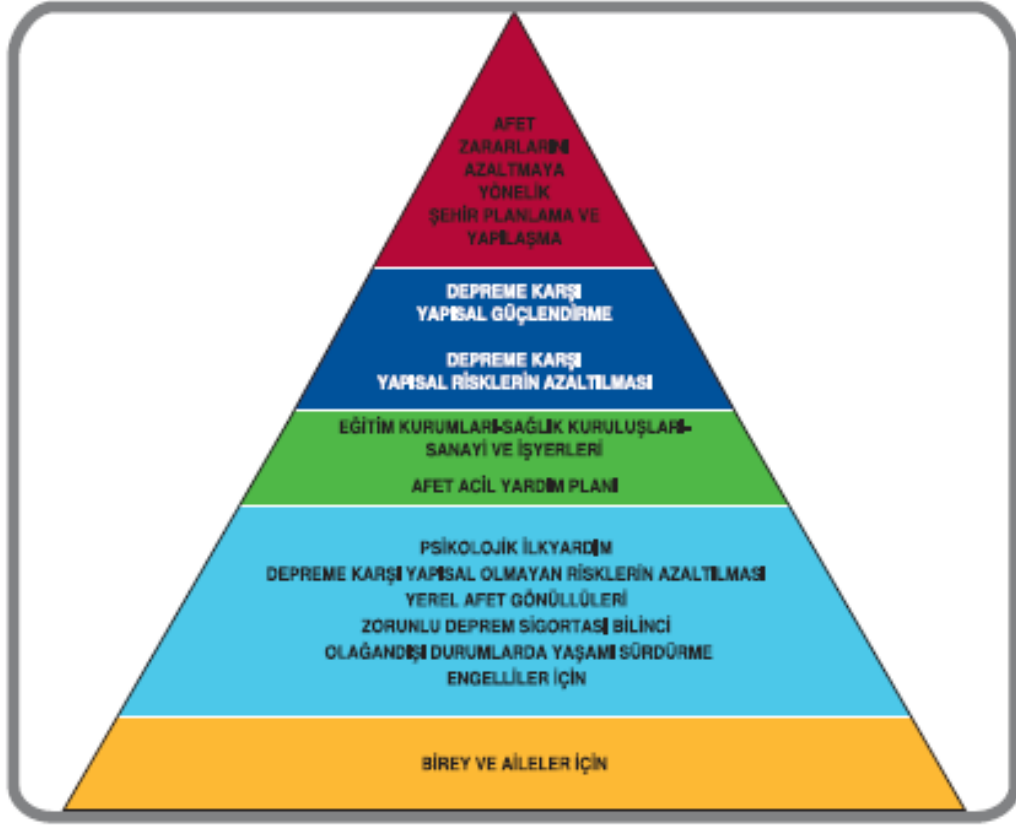 AFET
ZARARLARINI
AZALTMAYA
YÖNELİK
ŞEHİR PLANLAMA VE
YAPILAŞMA
DEPREME KARŞI
YAPISAL GÜÇLENDİRME
DEPREME KARŞI
YAPISAL RİSKLERİN AZALTILMASI
EĞİTİM KURUMLARI-SAĞLIK KURULUŞLARI-
SANAYİ VE İŞYERLERİ
AFET ACİL YARDIM PLANI
PSİKOLOJİK İLKYARDIM
DEPREME KARŞI YAPISAL OLMAYAN RİSKLERİN AZALTILMASI
YEREL AFET GÖNÜLLÜLERİ
ZORUNLU DEPREM SİGORTASI BİLİNCİ
OLAĞANDIŞI DURUMLARDA YAŞAMI SÜRDÜRME
ENGELLİLER İÇİN
BİREY VE AİLELER İÇİN